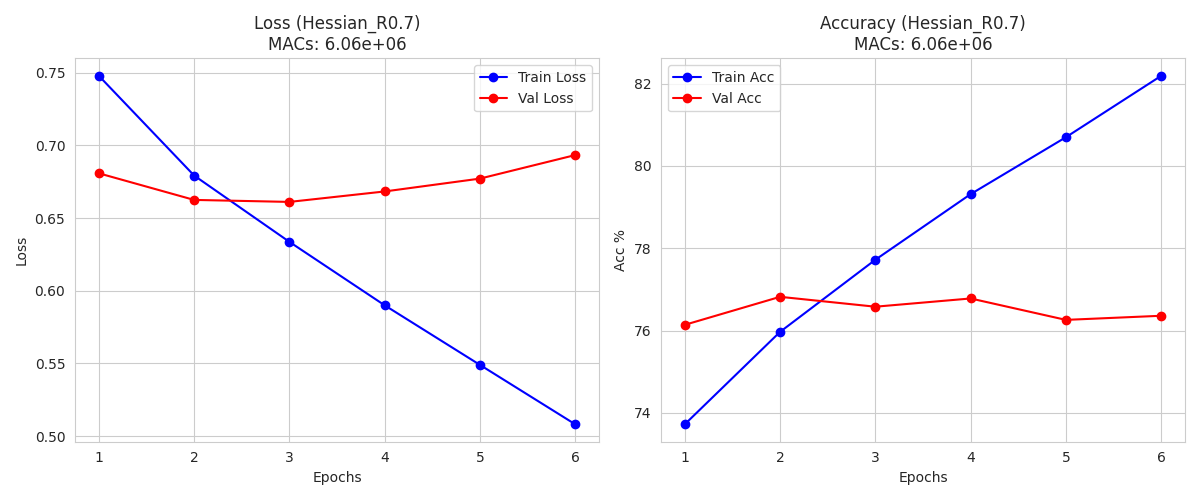 Loss (Hessian_R0.7)
MACs: 6.06e+06
Train Loss
Val Loss
0.75
0.70
0.65
0.60
0.55
0.50
Loss
1 2 3 4 5 6
Epochs
Accuracy (Hessian_R0.7)
MACs: 6.06e+06
Train Acc
Val Acc
82
80
78
76
74
Acc %
1 2 3 4 5 6
Epochs